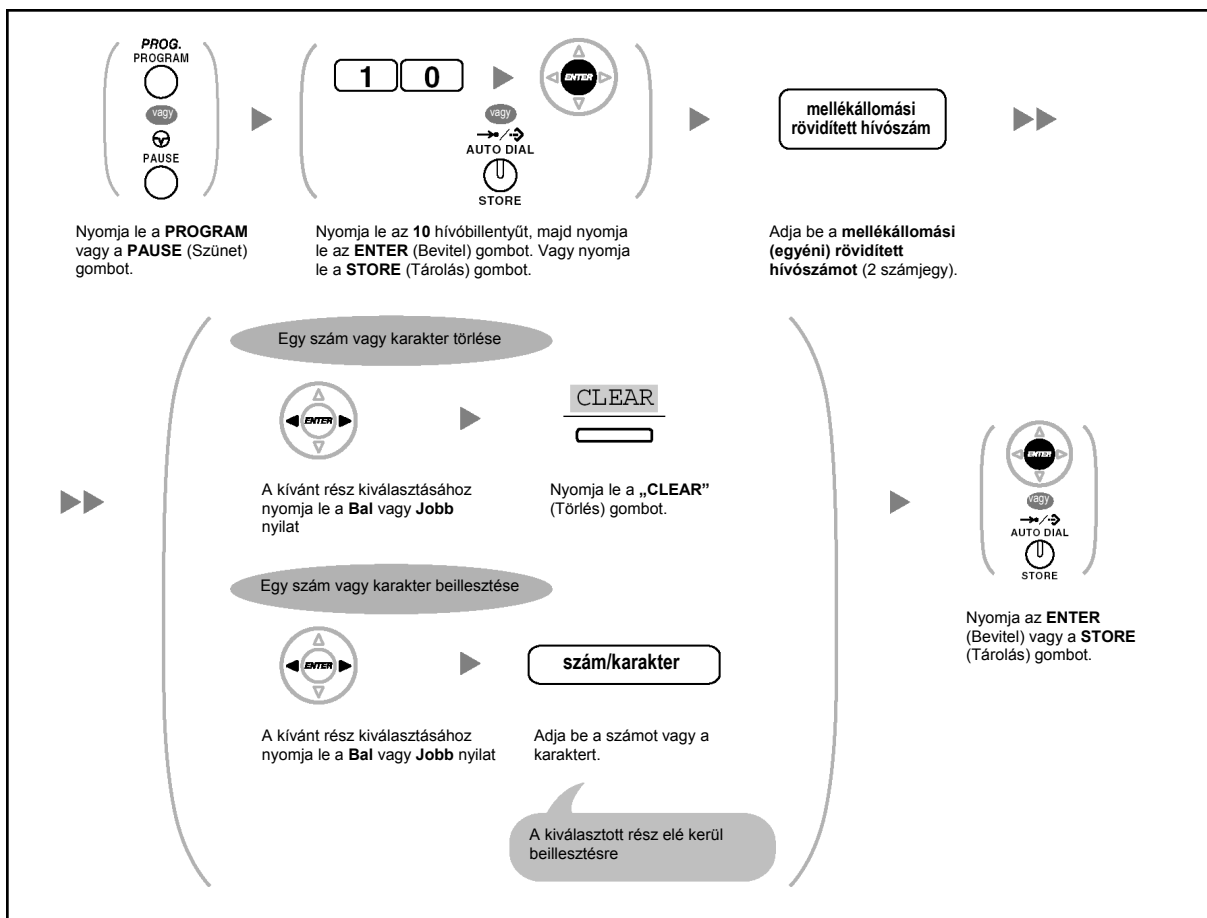 PROG.
PROGRAM
vagy
PAUSE
Nyomja le a PROGRAM
vagy a PAUSE (Szünet)
gombot.
1 0
ENTER
vagy
AUTO DIAL
STORE
Nyomja le az 10 hívóbillentyűt, majd nyomja
le az ENTER (Bevitel) gombot. Vagy nyomja
le a STORE (Tárolás) gombot.
mellékállomási
rövidített hívószám
Adja be a mellékállomási
(egyéni) rövidített
hívószámot (2 számjegy).
Egy szám vagy karakter törlése
ENTER
A kívánt rész kiválasztásához
nyomja le a Bal vagy Jobb
nyilat
CLEAR
Nyomja le a „CLEAR”
(Törlés) gombot.
Egy szám vagy karakter beillesztése
ENTER
A kívánt rész kiválasztásához
nyomja le a Bal vagy Jobb nyilat
szám/karakter
Adja be a számot vagy a
karaktert.
A kiválasztott rész elé kerül
beillesztésre
ENTER
vagy
AUTO DIAL
STORE
Nyomja az ENTER
(Bevitel) vagy a STORE
(Tárolás) gombot.